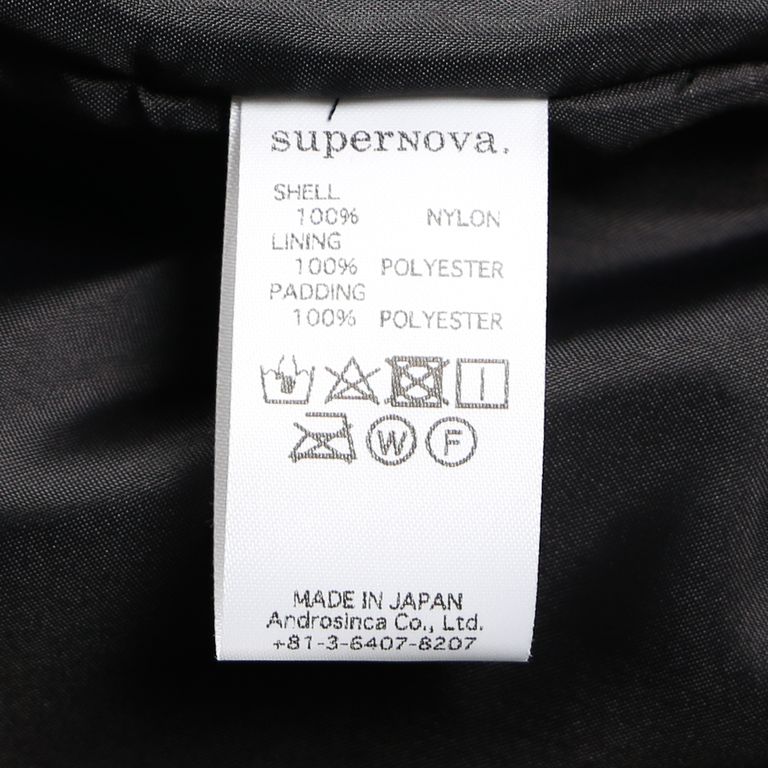 supernova.
SHELL
100% NYLON
LINING
100% POLYESTER
PADDING
100% POLYESTER
W F
MADE IN JAPAN
Androsinca Co., Ltd.
+81-3-6407-8207